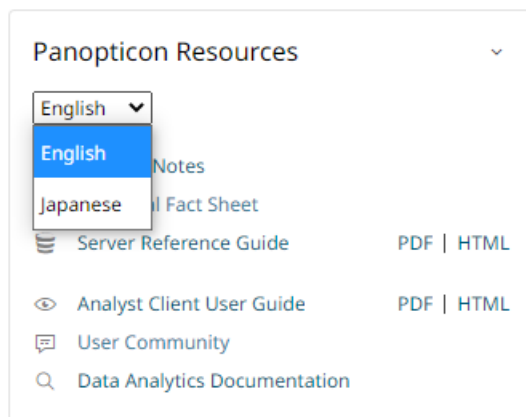 Panopticon Resources
English
English
Japanese
Notes
Fact Sheet
Server Reference Guide PDF | HTML
Analyst Client User Guide PDF | HTML
User Community
Data Analytics Documentation